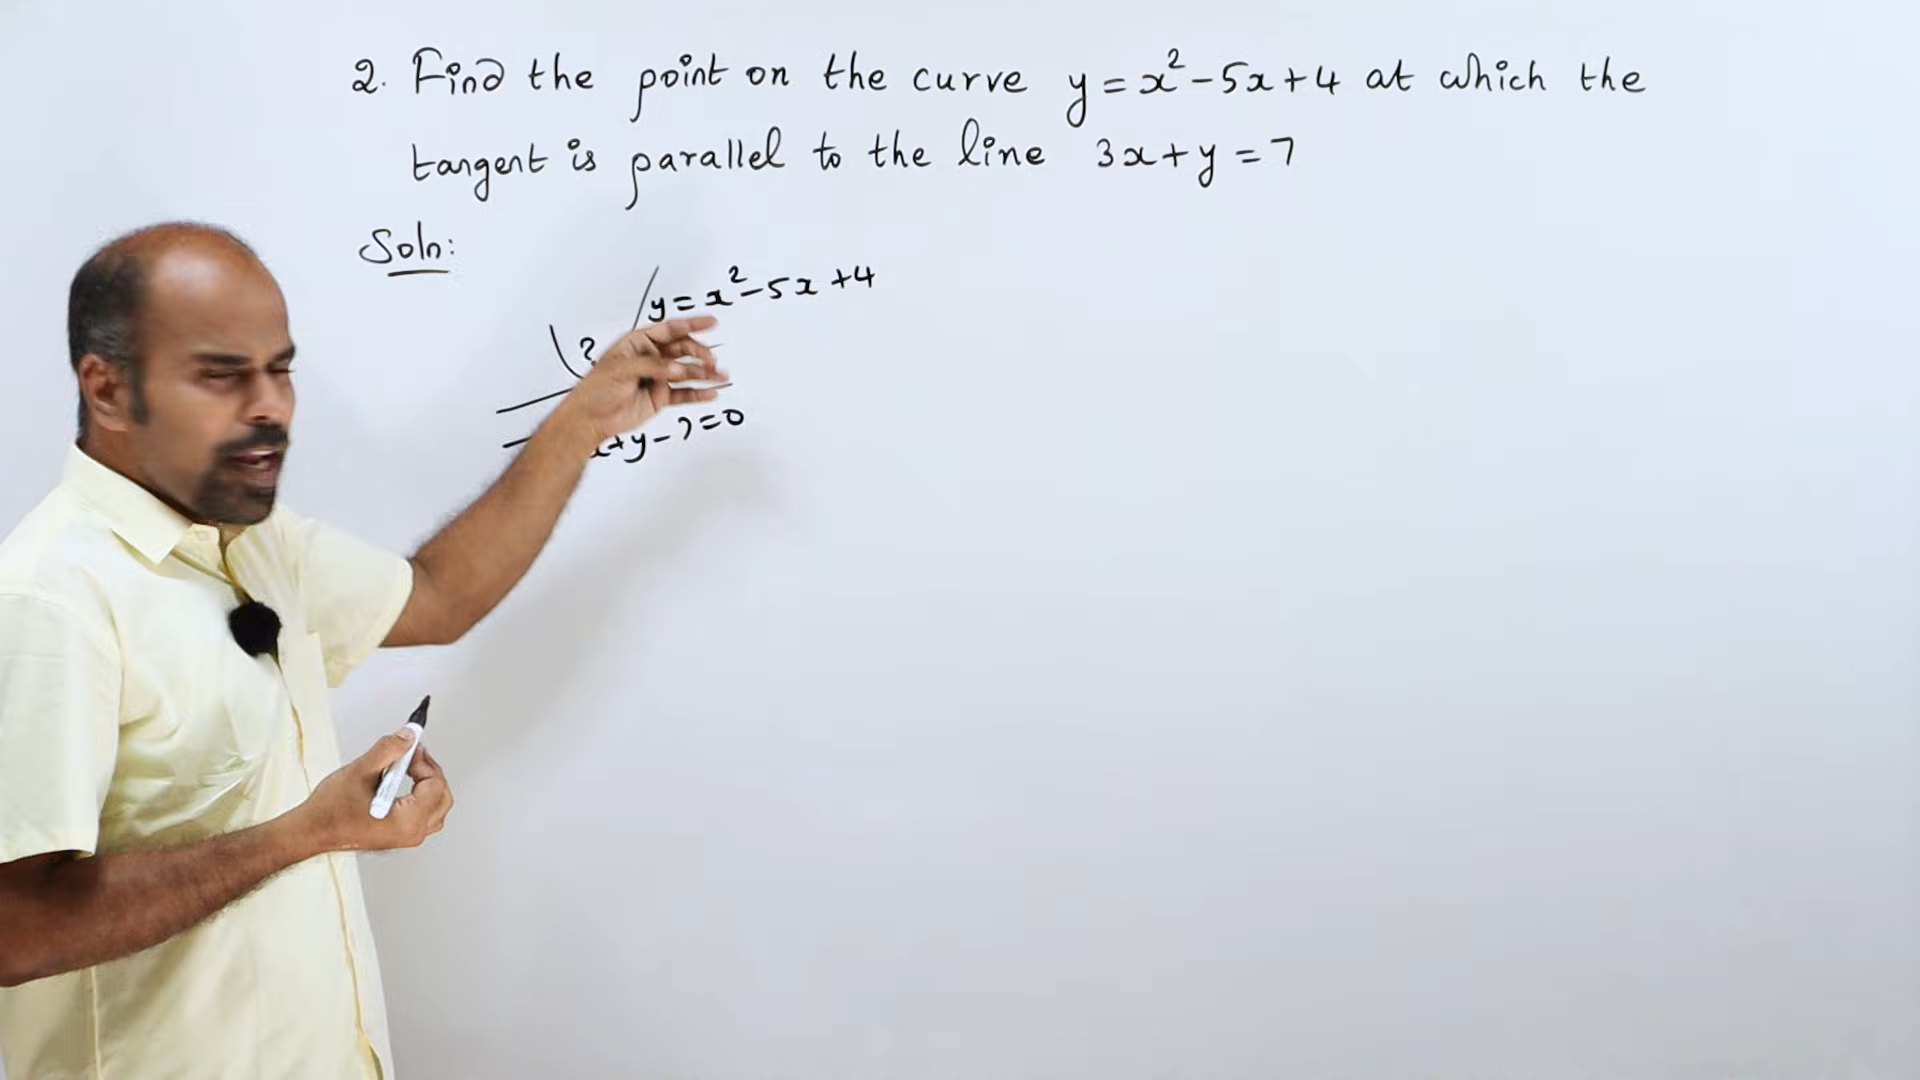 2. Find the point on the curve y = x² - 5x + 4 at which the
tangent is parallel to the line 3x + y = 7
Soln:
y = x² - 5x + 4
?
x + y - 7 = 0